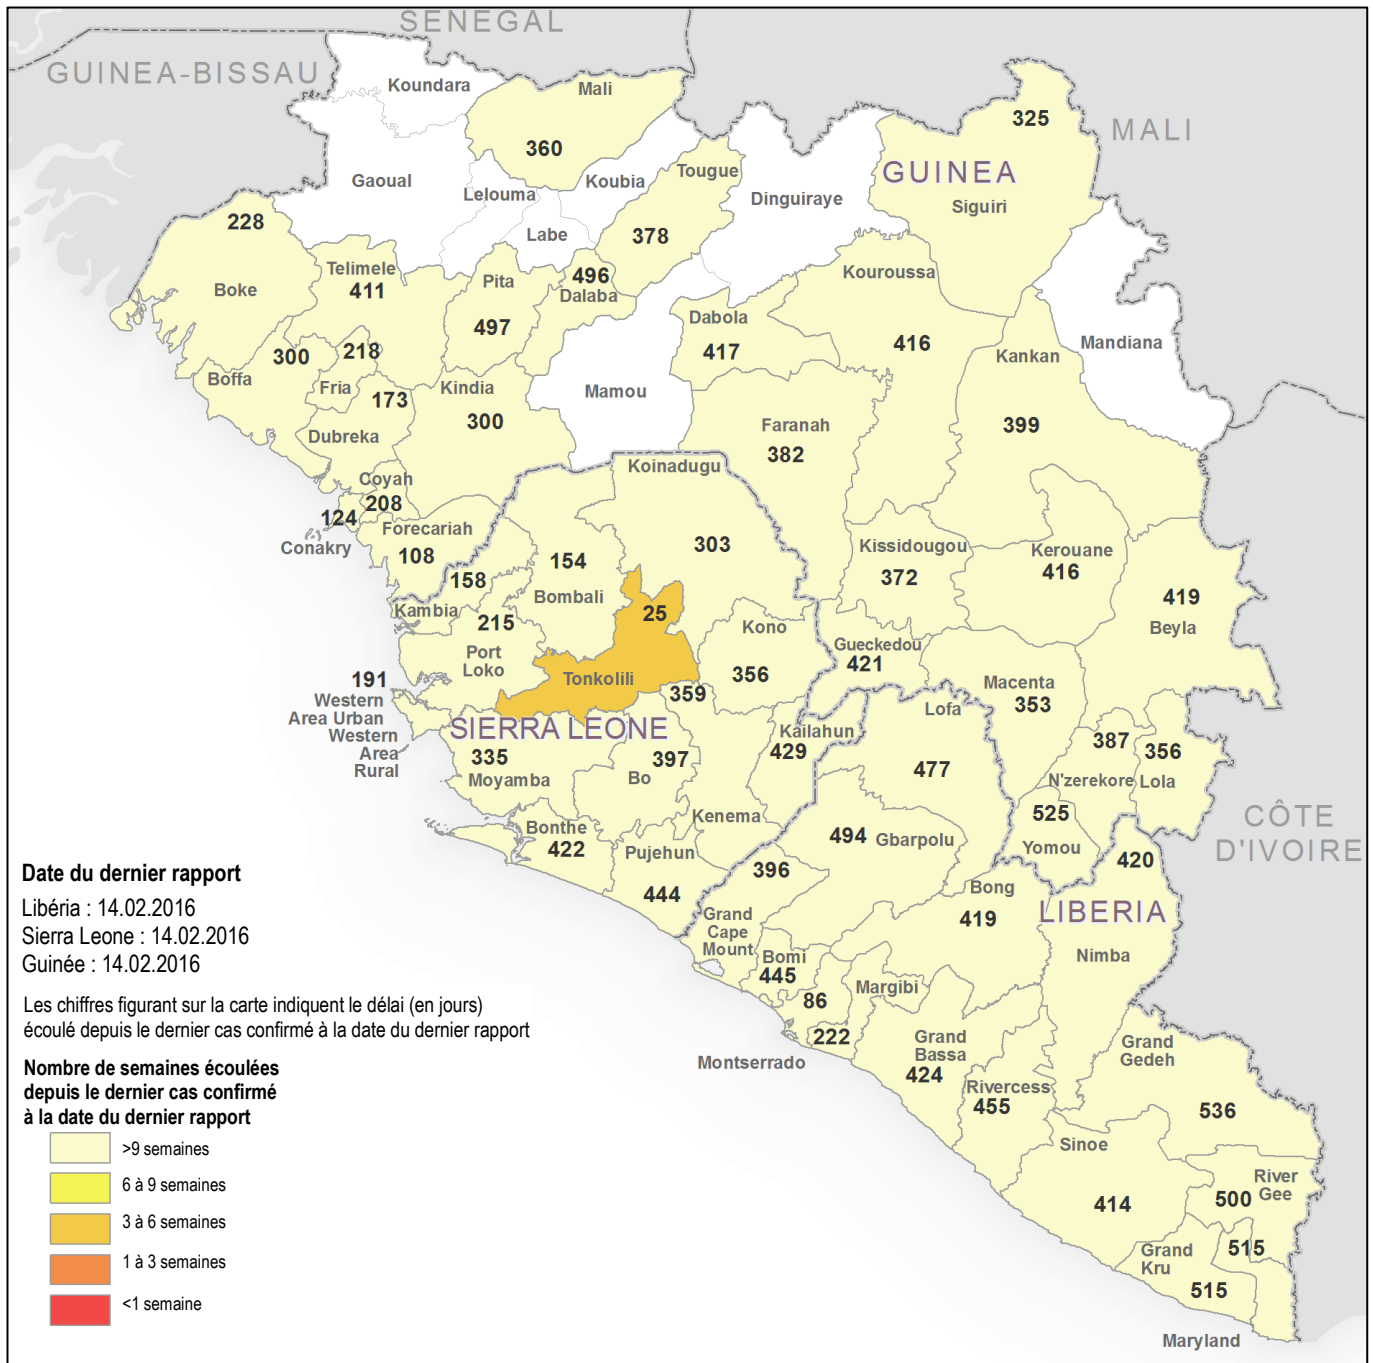 SENEGAL
GUINEA-BISSAU
Koundara
Mali
360
325
MALI
GUINEA
Siguiri
Gaoual
Lelouma
Koubia
Tougue
Dinguiraye
Labe
378
228
Boke
Telimele
411
Pita
497
496
Dalaba
Kouroussa
416
Dabola
417
Kankan
399
Mandiana
300
Boffa
218
Fria
173
Dubreka
Kindia
300
Mamou
Faranah
382
Koinadugu
303
Coyah
208
124
Conakry
Forecariah
108
158
Kambia
154
Bombali
Kissidougou
372
Kerouane
416
419
Beyla
215
Port
Loko
25
Tonkolili
Kono
356
Gueckedou
421
Macenta
353
191
Western
Area Urban
Western
Area
Rural
SIERRA LEONE
359
Kailahun
429
Lofa
477
387
N'zerekore
356
Lola
335
Moyamba
397
Bo
Kenema
525
Yomou
CÔTE
D'IVOIRE
Bonthe
422
Pujehun
444
494
Gbarpolu
396
Grand
Cape
Mount
Bong
419
420
LIBERIA
Nimba
Bomi
445
86
Margibi
222
Montserrado
Grand
Bassa
424
Rivercess
455
Grand
Gedeh
536
Sinoe
414
River
Gee
500
515
Grand
Kru
515
Maryland
Date du dernier rapport
Libéria : 14.02.2016
Sierra Leone : 14.02.2016
Guinée : 14.02.2016
Les chiffres figurant sur la carte indiquent le délai (en jours)
écoulé depuis le dernier cas confirmé à la date du dernier rapport
Nombre de semaines écoulées
depuis le dernier cas confirmé
à la date du dernier rapport
>9 semaines
6 à 9 semaines
3 à 6 semaines
1 à 3 semaines
<1 semaine